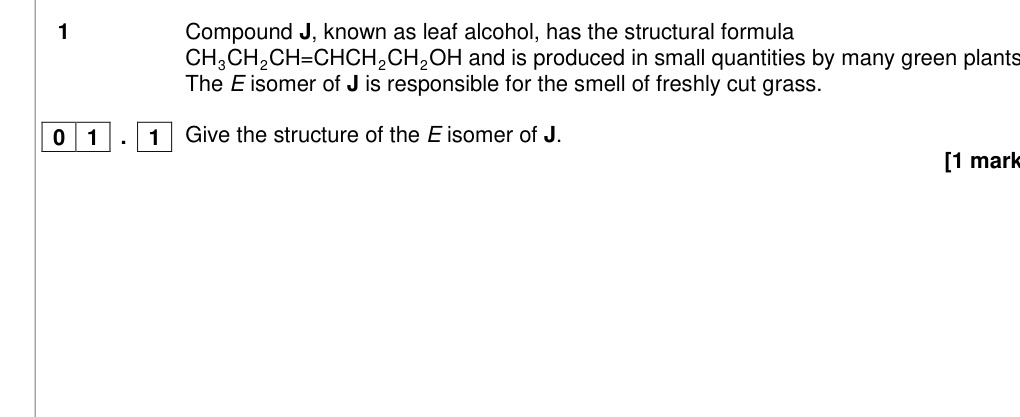 1 Compound J, known as leaf alcohol, has the structural formula
CH₃CH₂CH=CHCH₂CH₂OH and is produced in small quantities by many green plants
The E isomer of J is responsible for the smell of freshly cut grass.
0 1 . 1 Give the structure of the E isomer of J.
[1 mark